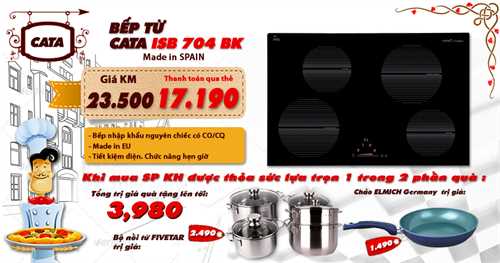 CATA
BẾP TỪ
CATA ISB 704 BK
Made in SPAIN
Giá KM
Thanh toán qua thẻ
23.500 17.190
- Bếp nhập khẩu nguyên chiếc có CO/CQ
- Made in EU
- Tiết kiệm điện. Chức năng hẹn giờ
Khi mua SP KH được thỏa sức lựa trọn 1 trong 2 phần quà :
Tổng trị giá quà tặng lên tới:
3,980
Chảo ELMICH Germany trị giá:
2.490
1.490
Bộ nồi từ FIVETAR
trị giá:
CATA